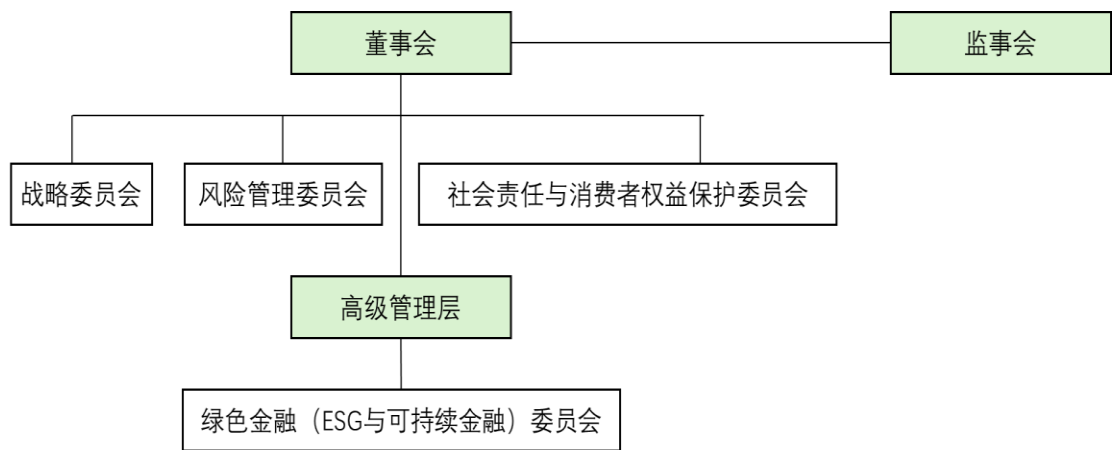 董事会
监事会
战略委员会
风险管理委员会
社会责任与消费者权益保护委员会
高级管理层
绿色金融（ESG与可持续金融）委员会